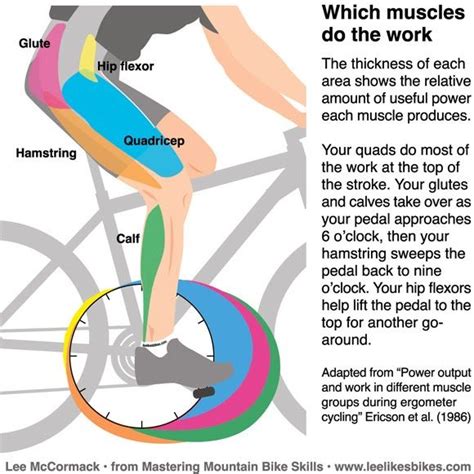 Which muscles
do the work
The thickness of each
area shows the relative
amount of useful power
each muscle produces.
Your quads do most of
the work at the top of
the stroke. Your glutes
and calves take over as
your pedal approaches
6 o'clock, then your
hamstring sweeps the
pedal back to nine
o'clock. Your hip flexors
help lift the pedal to the
top for another go-
around.
Adapted from “Power output
and work in different muscle
groups during ergometer
cycling” Ericson et al. (1986)
Glute
Hip flexor
Quadricep
Hamstring
Calf
Lee McCormack • from Mastering Mountain Bike Skills • www.leelikesbikes.com